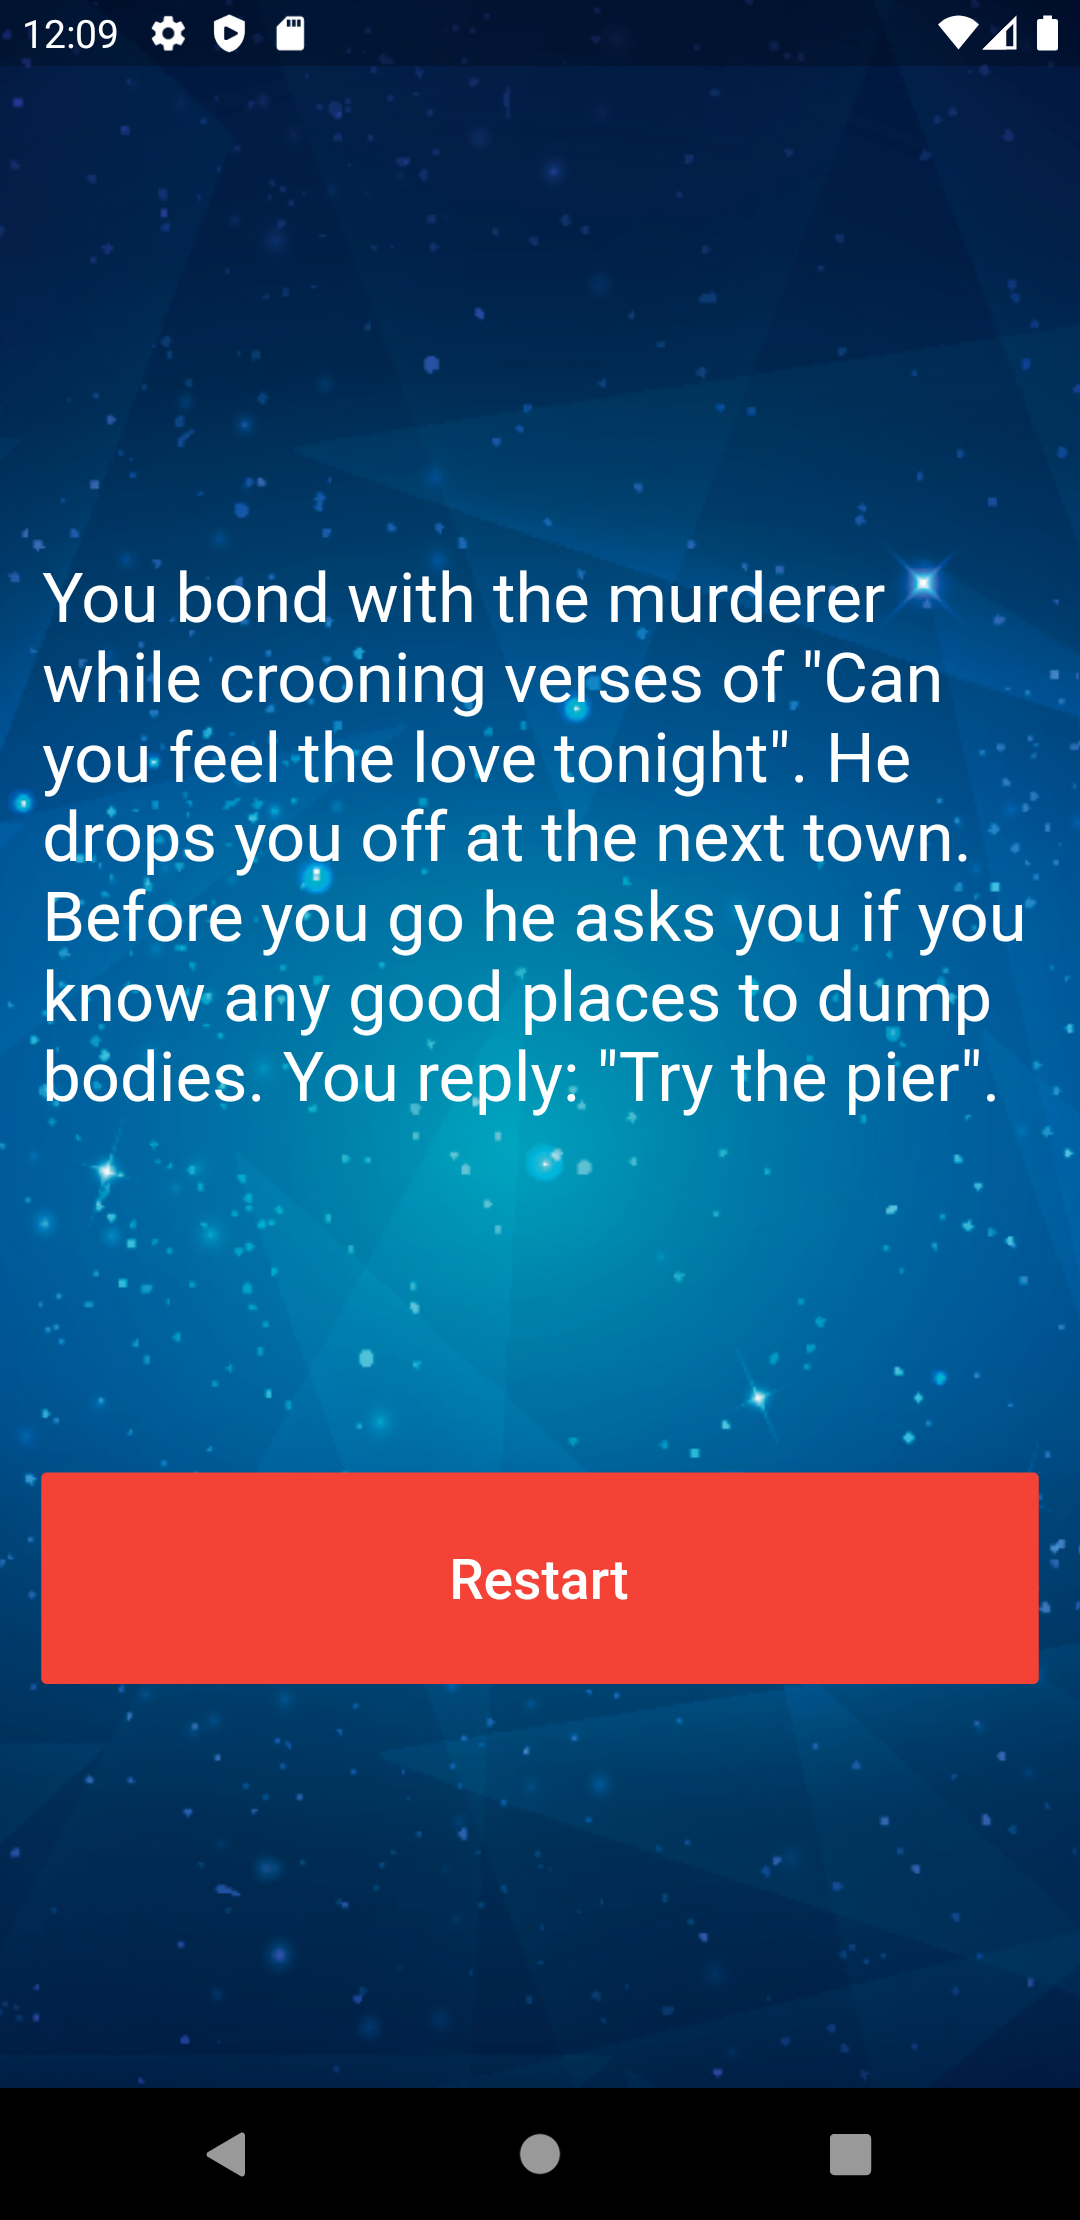 12:09
You bond with the murderer
while crooning verses of "Can
you feel the love tonight". He
drops you off at the next town.
Before you go he asks you if you
know any good places to dump
bodies. You reply: "Try the pier".
Restart